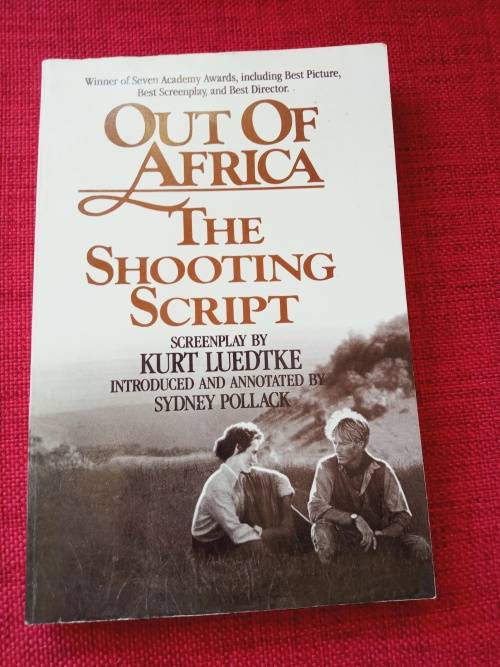 Winner of Seven Academy Awards, including Best Picture,
Best Screenplay, and Best Director.
OUT OF
AFRICA
THE
SHOOTING
SCRIPT
SCREENPLAY BY
KURT LUEDTKE
INTRODUCED AND ANNOTATED BY
SYDNEY POLLACK